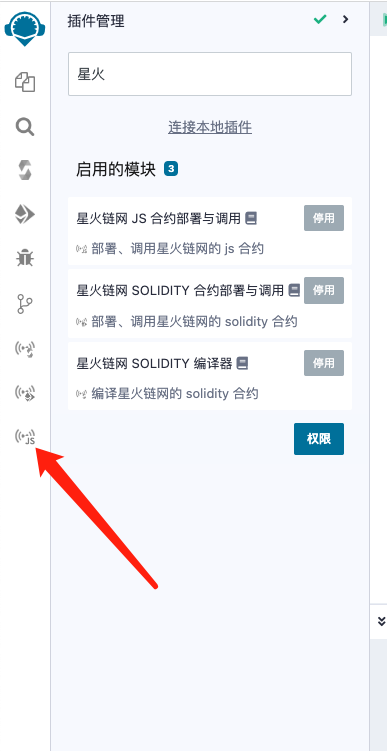 插件管理
星火
连接本地插件
启用的模块 3
星火链网 JS 合约部署与调用
停用
部署、调用星火链网的 js 合约
星火链网 SOLIDITY 合约部署与调用
停用
部署、调用星火链网的 solidity 合约
星火链网 SOLIDITY 编译器
停用
编译星火链网的 solidity 合约
JS
权限